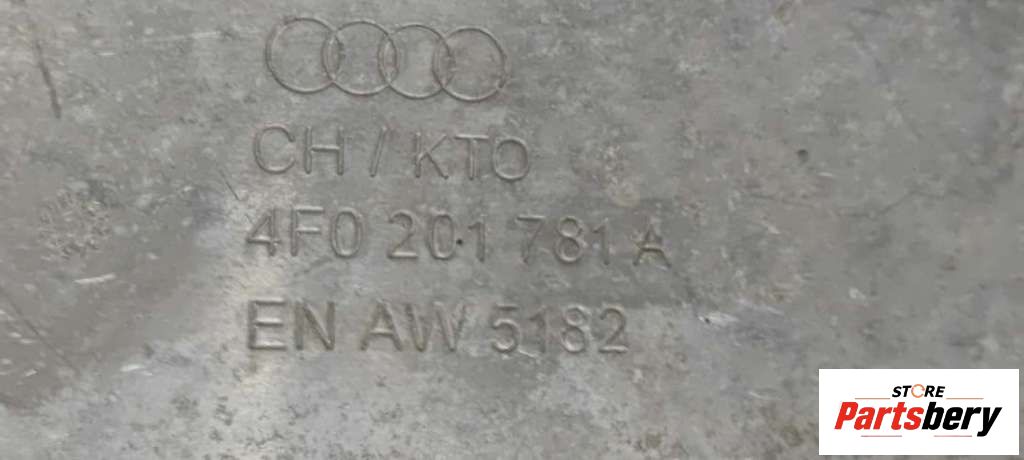 CH / KTO
4F0 201 781 A
EN AW 5182
STORE
Partsbery